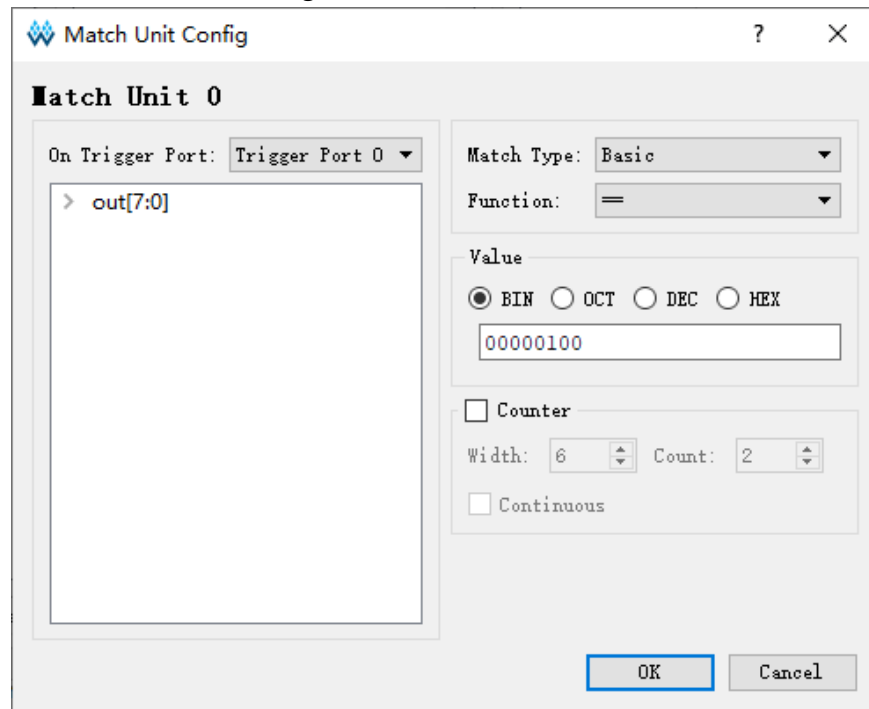 Match Unit Config ? ×
Match Unit 0
On Trigger Port: Trigger Port 0
> out[7:0]
Match Type: Basic
Function: ==
Value
BIN OCT DEC HEX
00000100
Counter
Width: 6 Count: 2
Continuous
OK Cancel